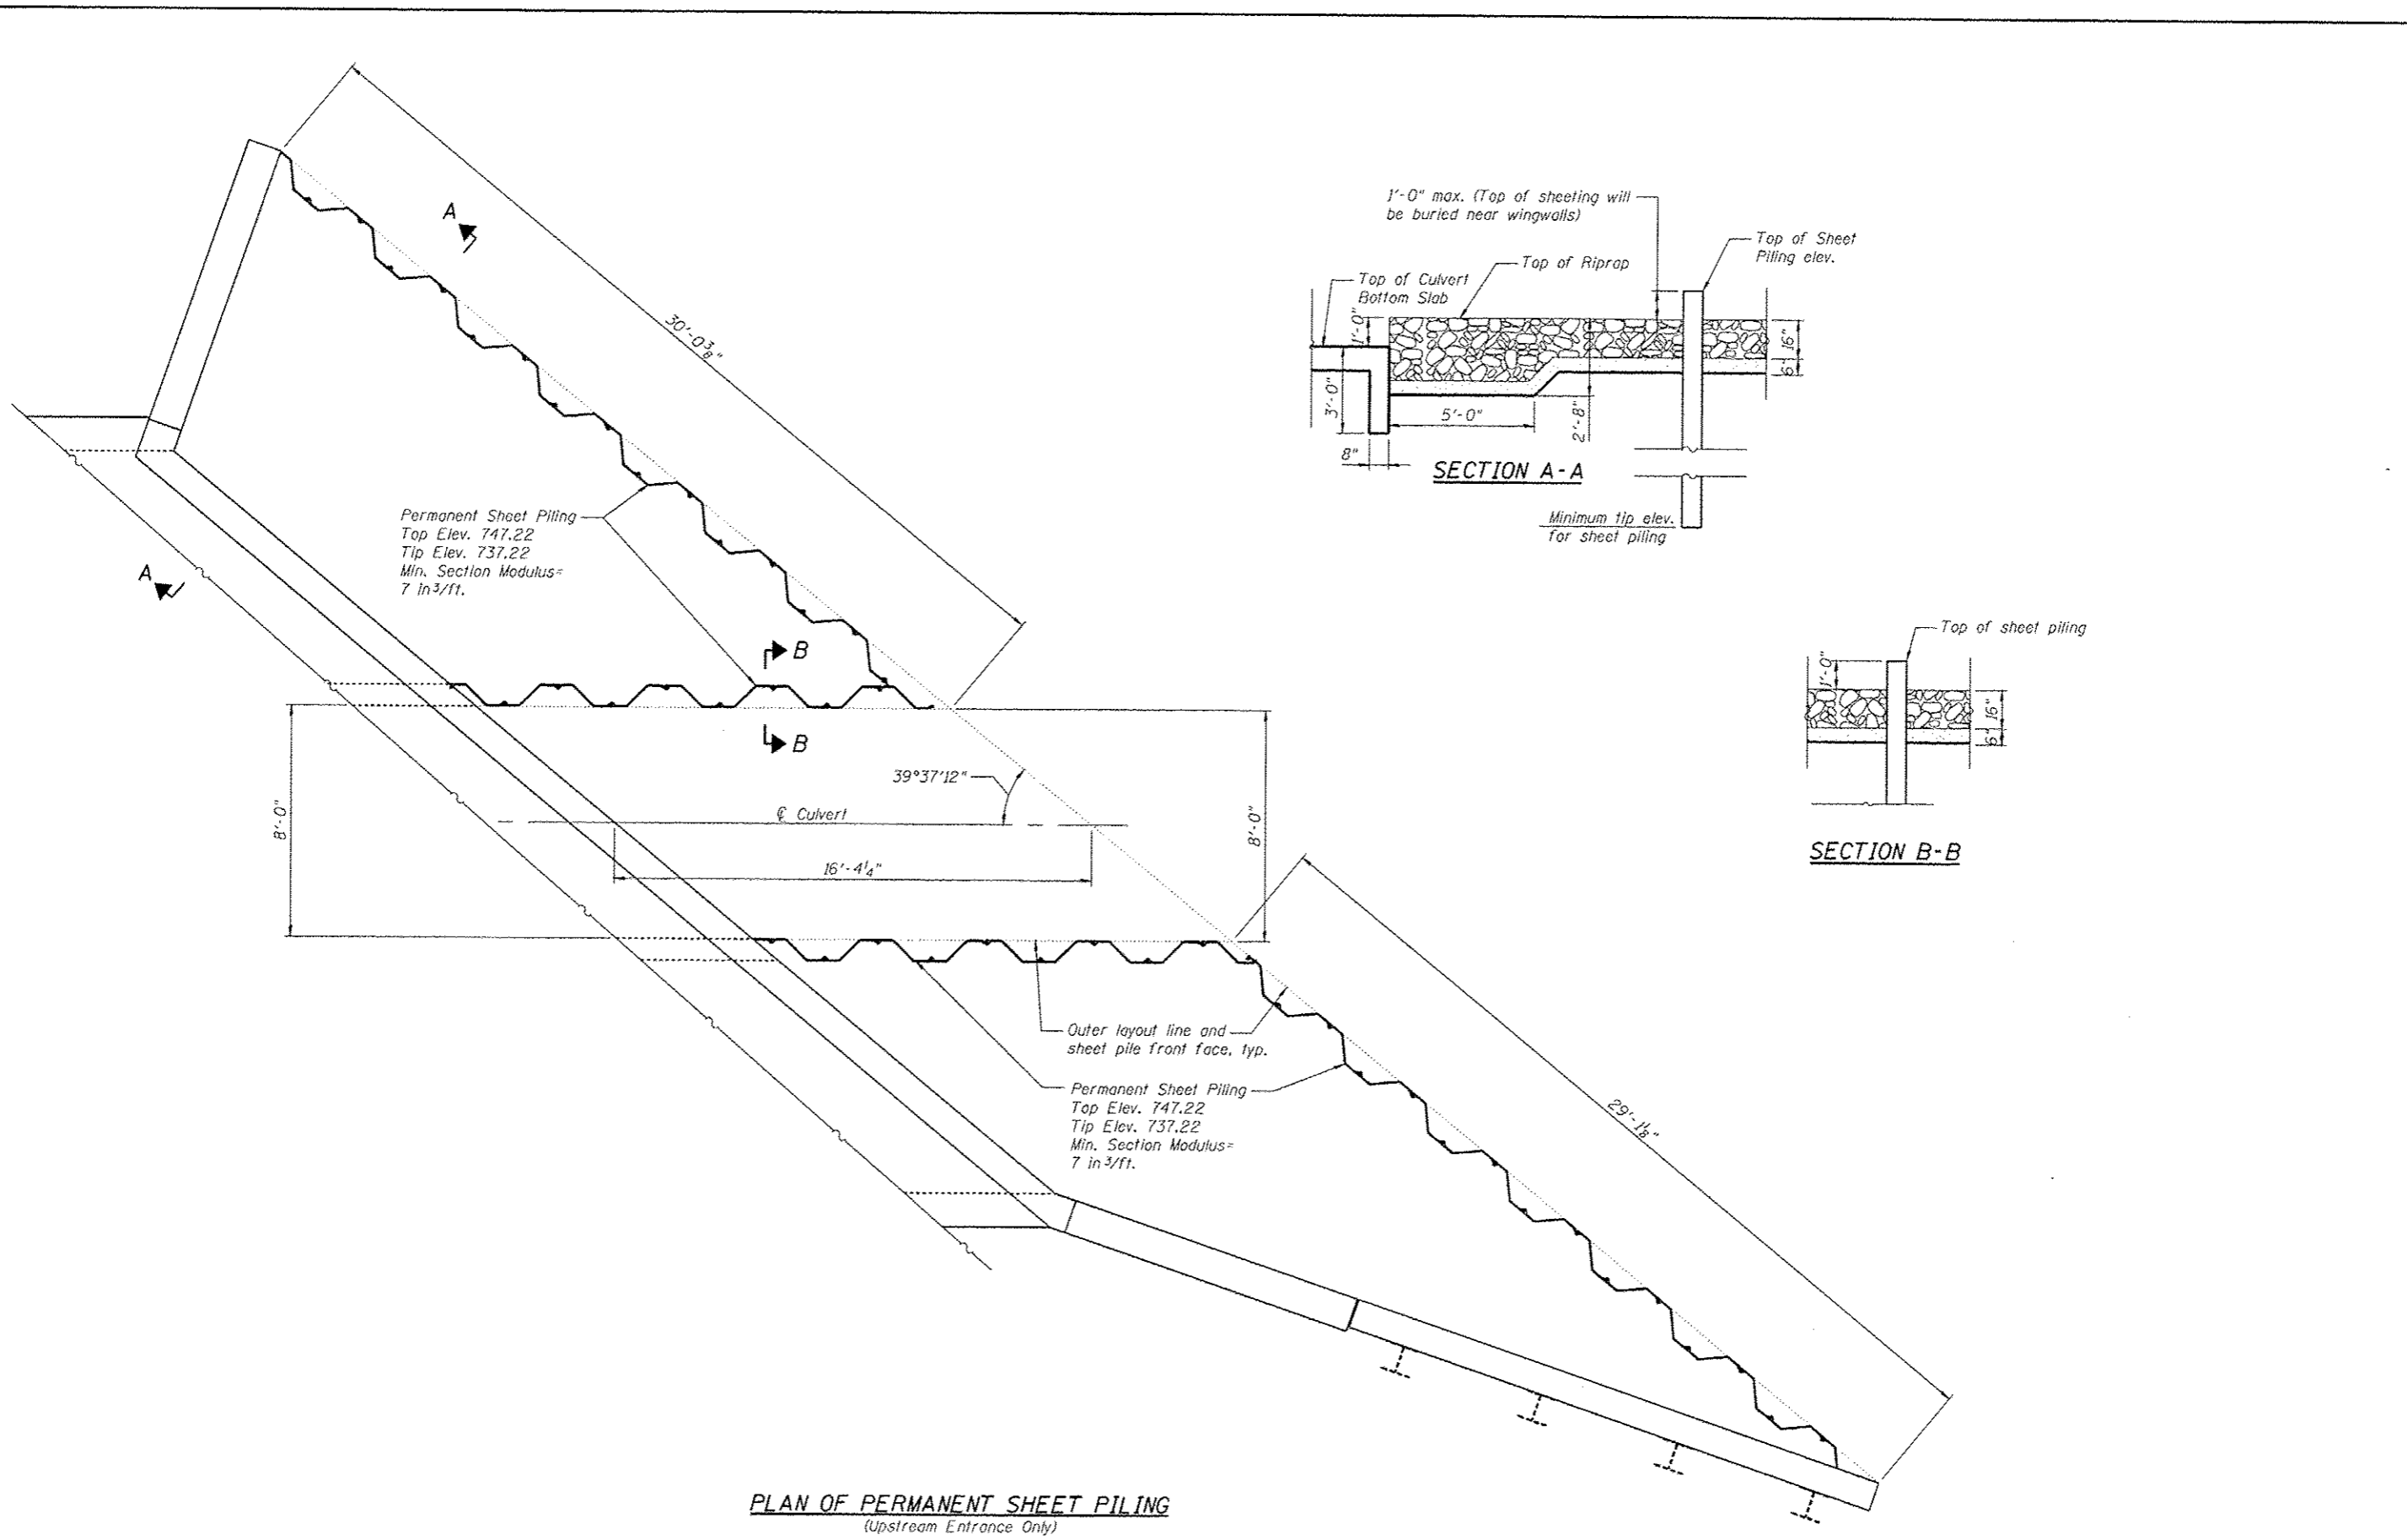 30'-0 3/8"
A
A
Permanent Sheet Piling
Top Elev. 747.22
Tip Elev. 737.22
Min. Section Modulus=
7 in³/ft.
B
B
39°37'12"
℄ Culvert
8'-0"
8'-0"
16'-4¼"
Outer layout line and
sheet pile front face, typ.
Permanent Sheet Piling
Top Elev. 747.22
Tip Elev. 737.22
Min. Section Modulus=
7 in³/ft.
29'-1⅛"
PLAN OF PERMANENT SHEET PILING
(Upstream Entrance Only)
1'-0" max. (Top of sheeting will
be buried near wingwalls)
Top of Sheet
Piling elev.
Top of Riprap
Top of Culvert
Bottom Slab
1'-0"
3'-0"
8"
5'-0"
2'-8"
16"
6"
SECTION A-A
Minimum tip elev.
for sheet piling
Top of sheet piling
1'-0"
16"
6"
SECTION B-B